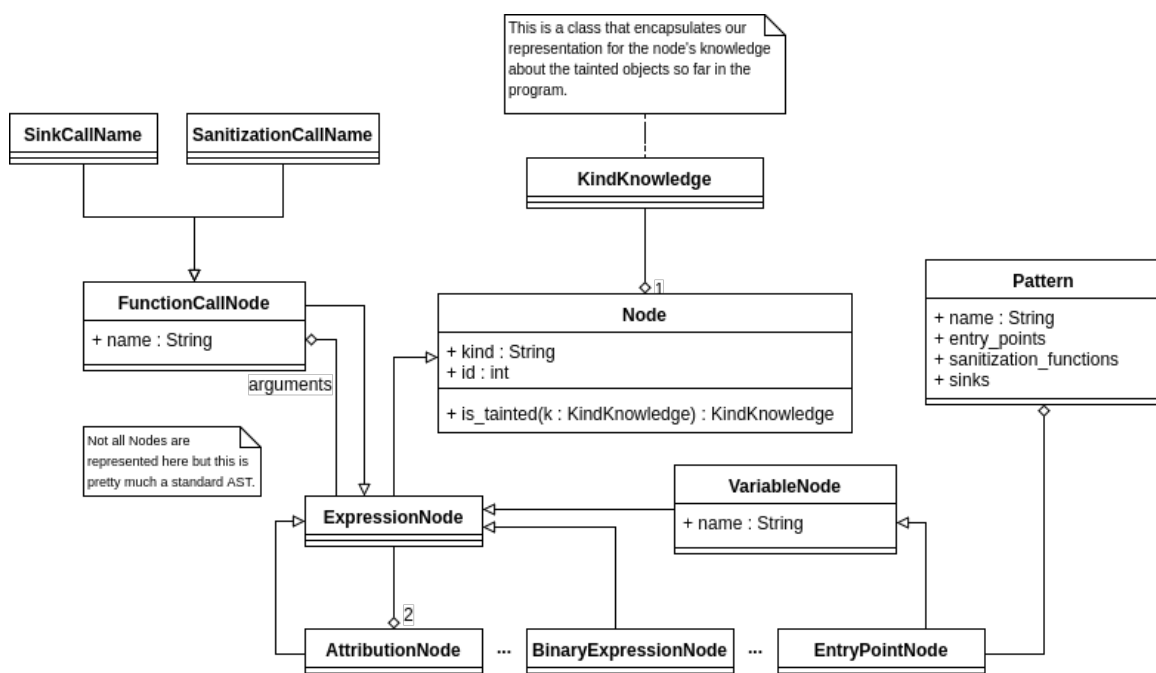 This is a class that encapsulates our
representation for the node's knowledge
about the tainted objects so far in the
program.
SinkCallName
SanitizationCallName
KindKnowledge
1
FunctionCallNode
+ name : String
arguments
Node
+ kind : String
+ id : int
+ is_tainted(k : KindKnowledge) : KindKnowledge
Pattern
+ name : String
+ entry_points
+ sanitization_functions
+ sinks
Not all Nodes are
represented here but this is
pretty much a standard AST.
ExpressionNode
VariableNode
+ name : String
2
AttributionNode
...
BinaryExpressionNode
...
EntryPointNode